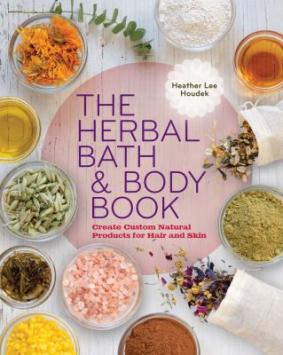 Heather Lee
Houdek
THE
HERBAL
BATH
& BODY
BOOK
Create Custom Natural
Products for Hair and Skin